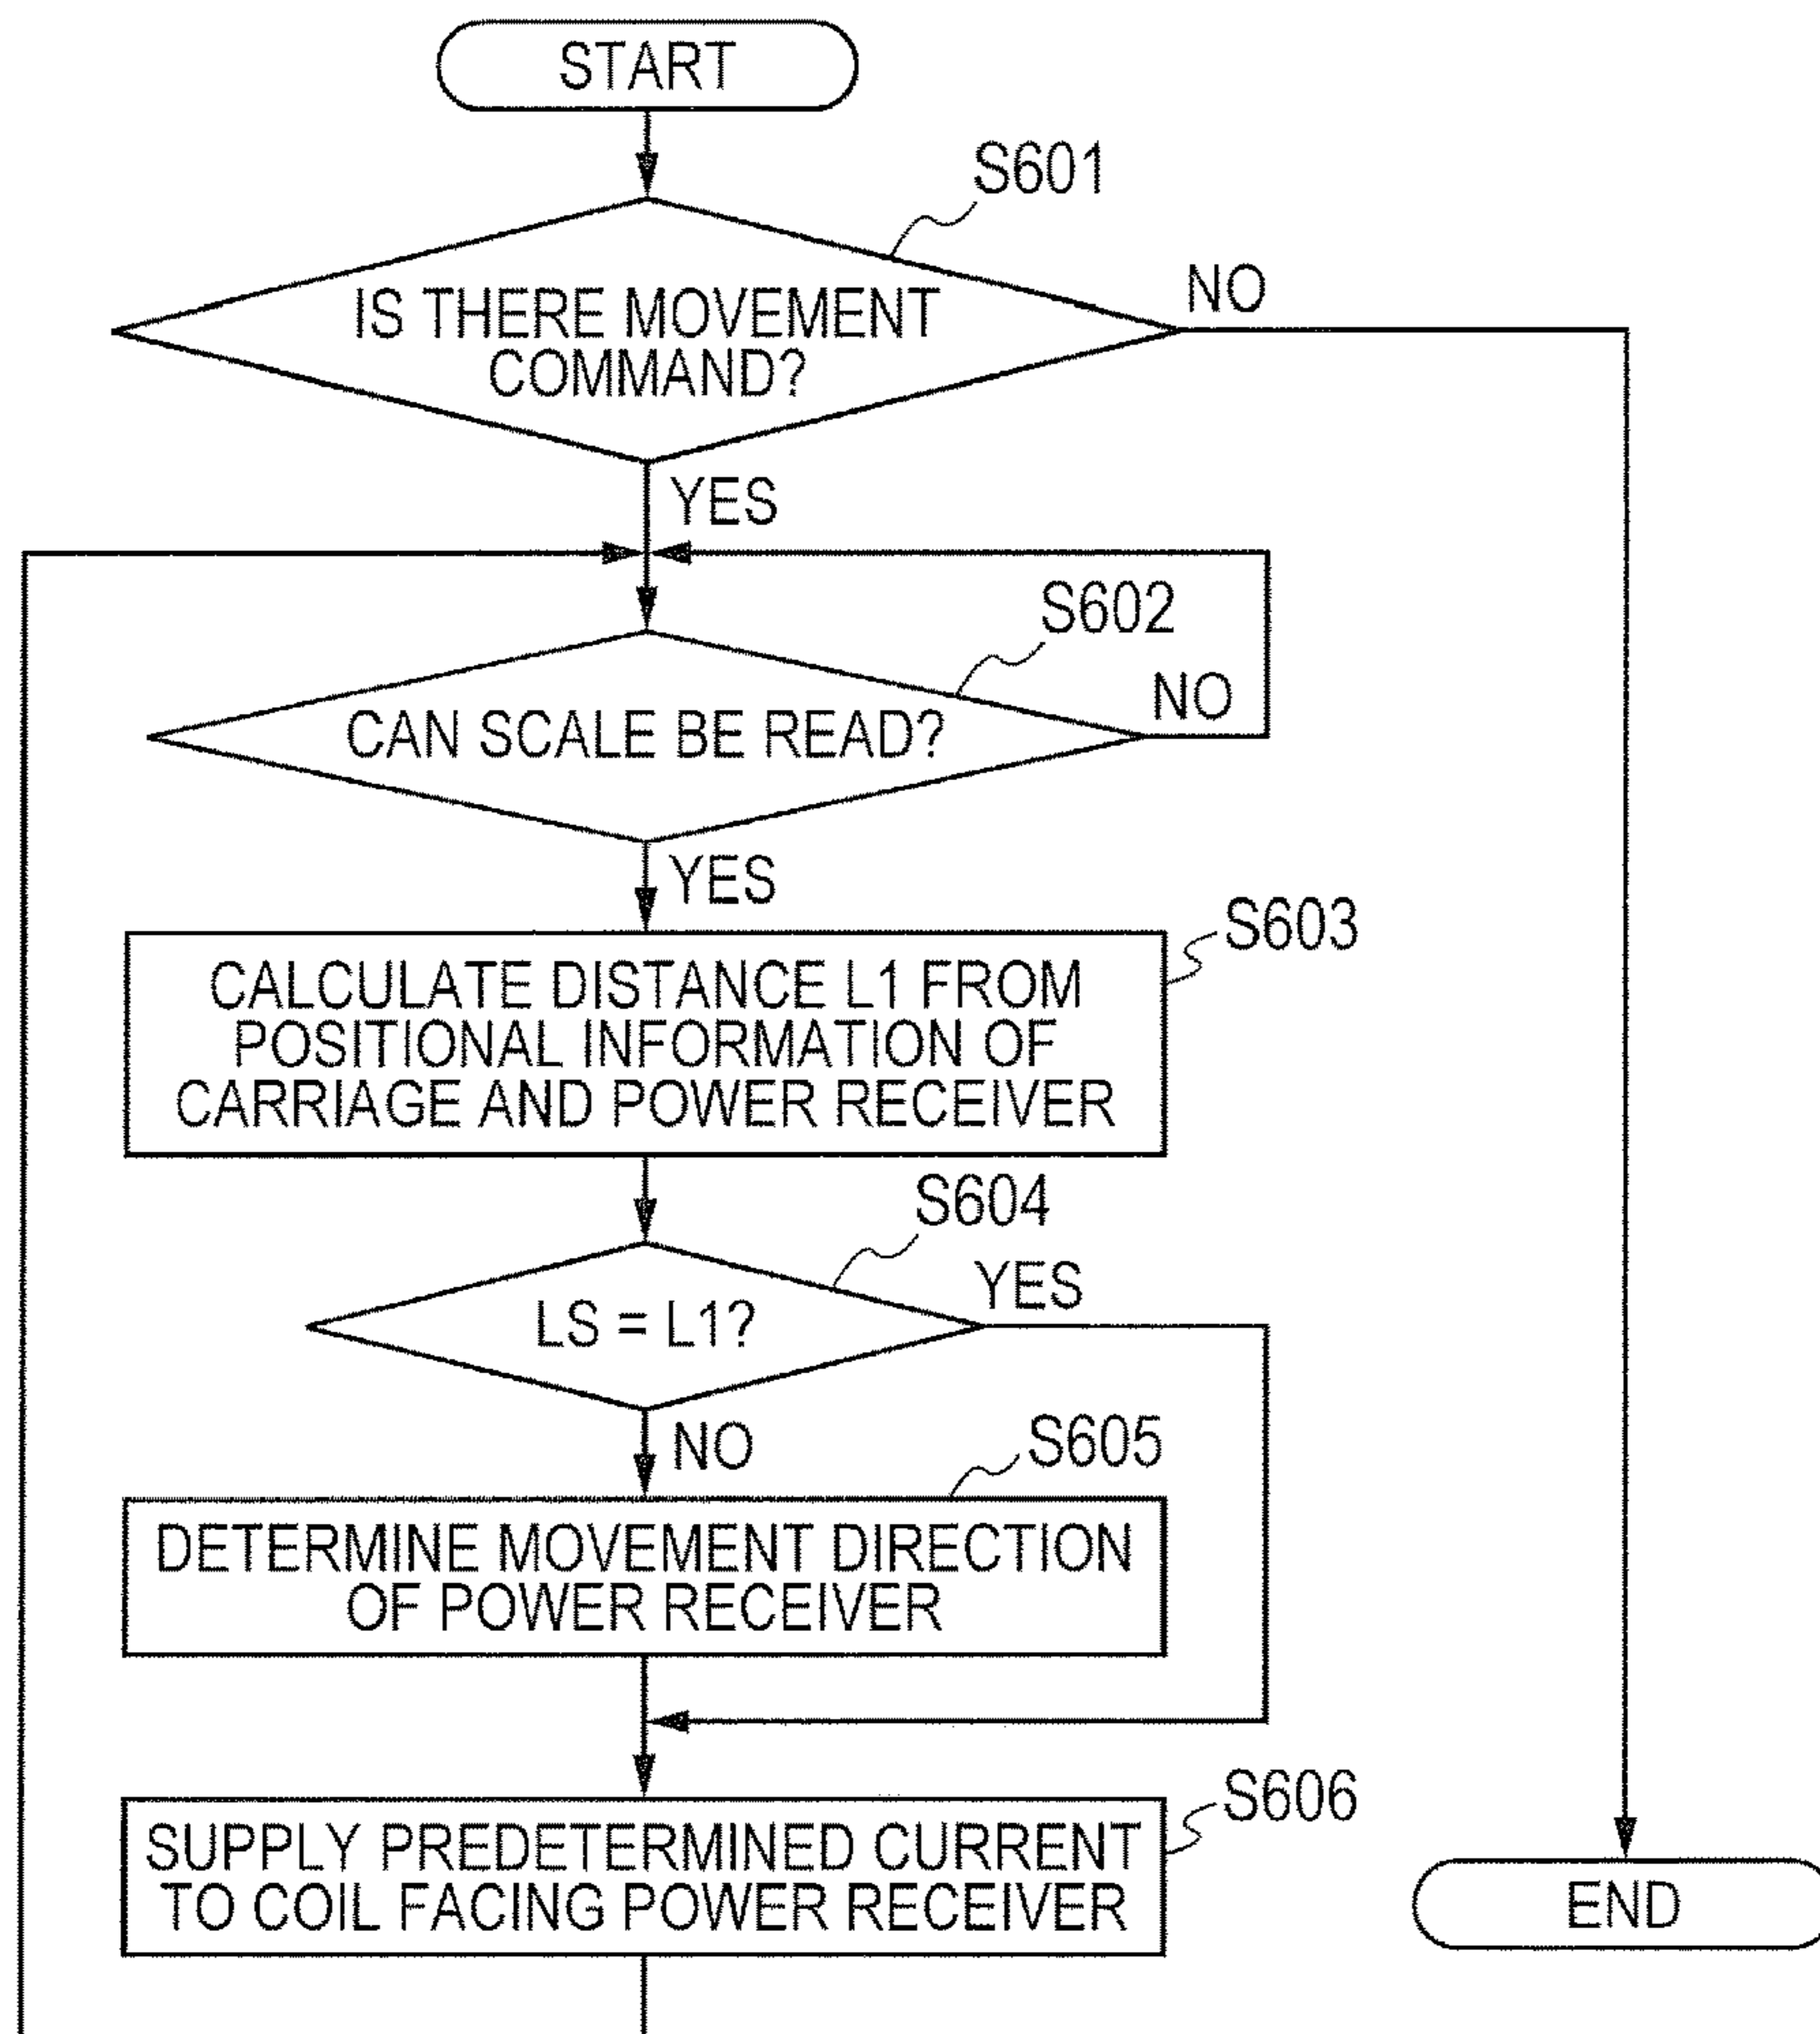 START
S601
IS THERE MOVEMENT
COMMAND?
NO
YES
S602
CAN SCALE BE READ?
NO
YES
S603
CALCULATE DISTANCE L1 FROM
POSITIONAL INFORMATION OF
CARRIAGE AND POWER RECEIVER
S604
LS = L1?
YES
NO
S605
DETERMINE MOVEMENT DIRECTION
OF POWER RECEIVER
S606
SUPPLY PREDETERMINED CURRENT
TO COIL FACING POWER RECEIVER
END